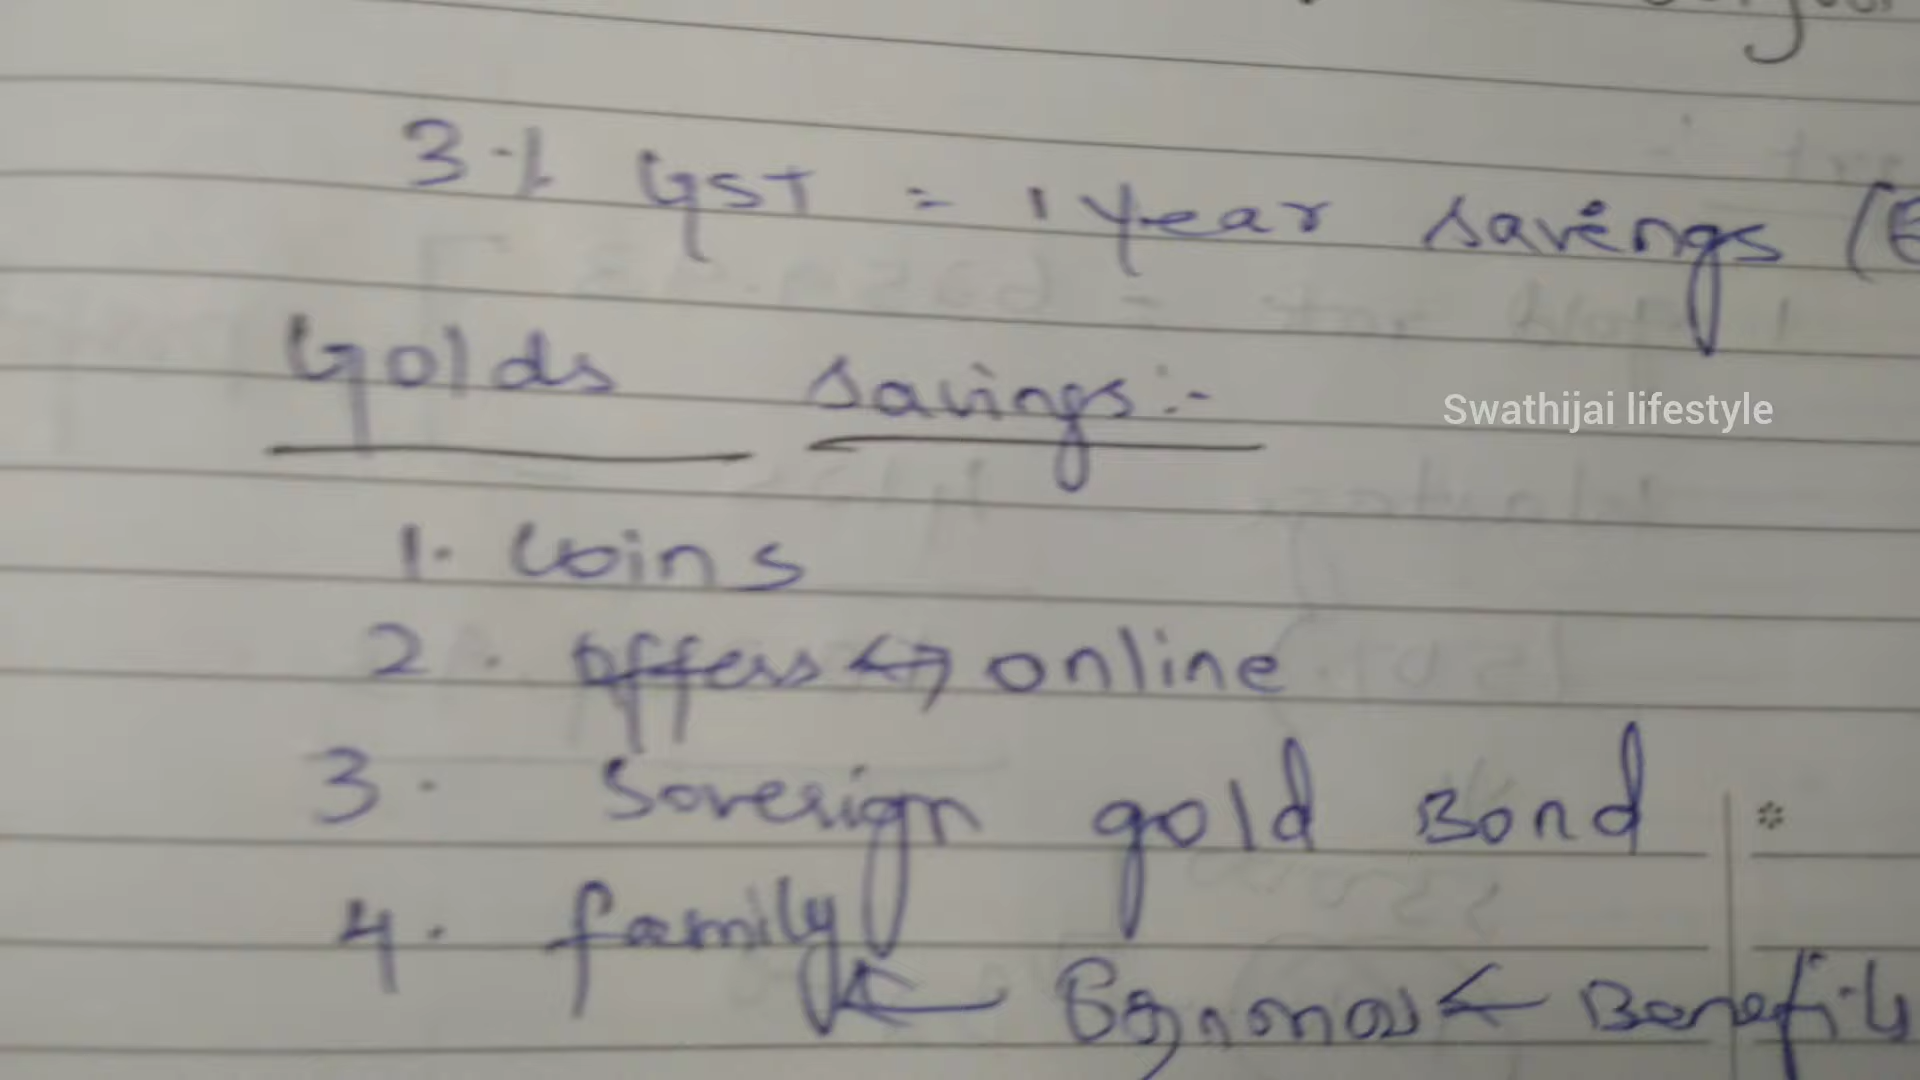 3% GST = 1 Year savings (
Golds savings:-
Swathijai lifestyle
1. Coins
2. offers <-> online
3. Soverign gold Bond *
4. family ← தேவை ← Benefits